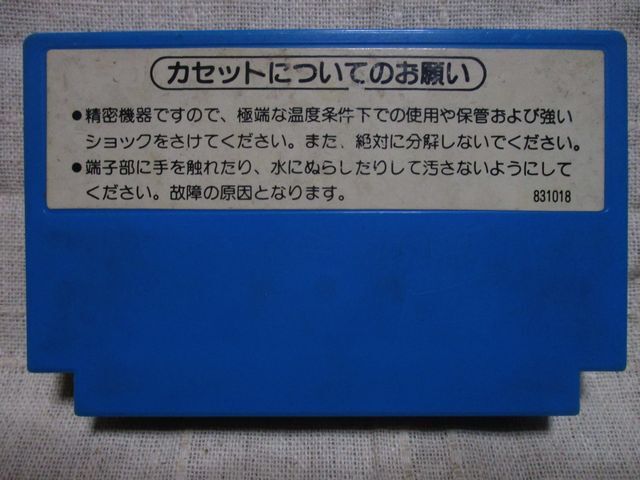 カセットについてのお願い
●精密機器ですので、極端な温度条件下での使用や保管および強い
ショックをさけてください。また、絶対に分解しないでください。
●端子部に手を触れたり、水にぬらしたりして汚さないようにして
ください。故障の原因となります。
831018